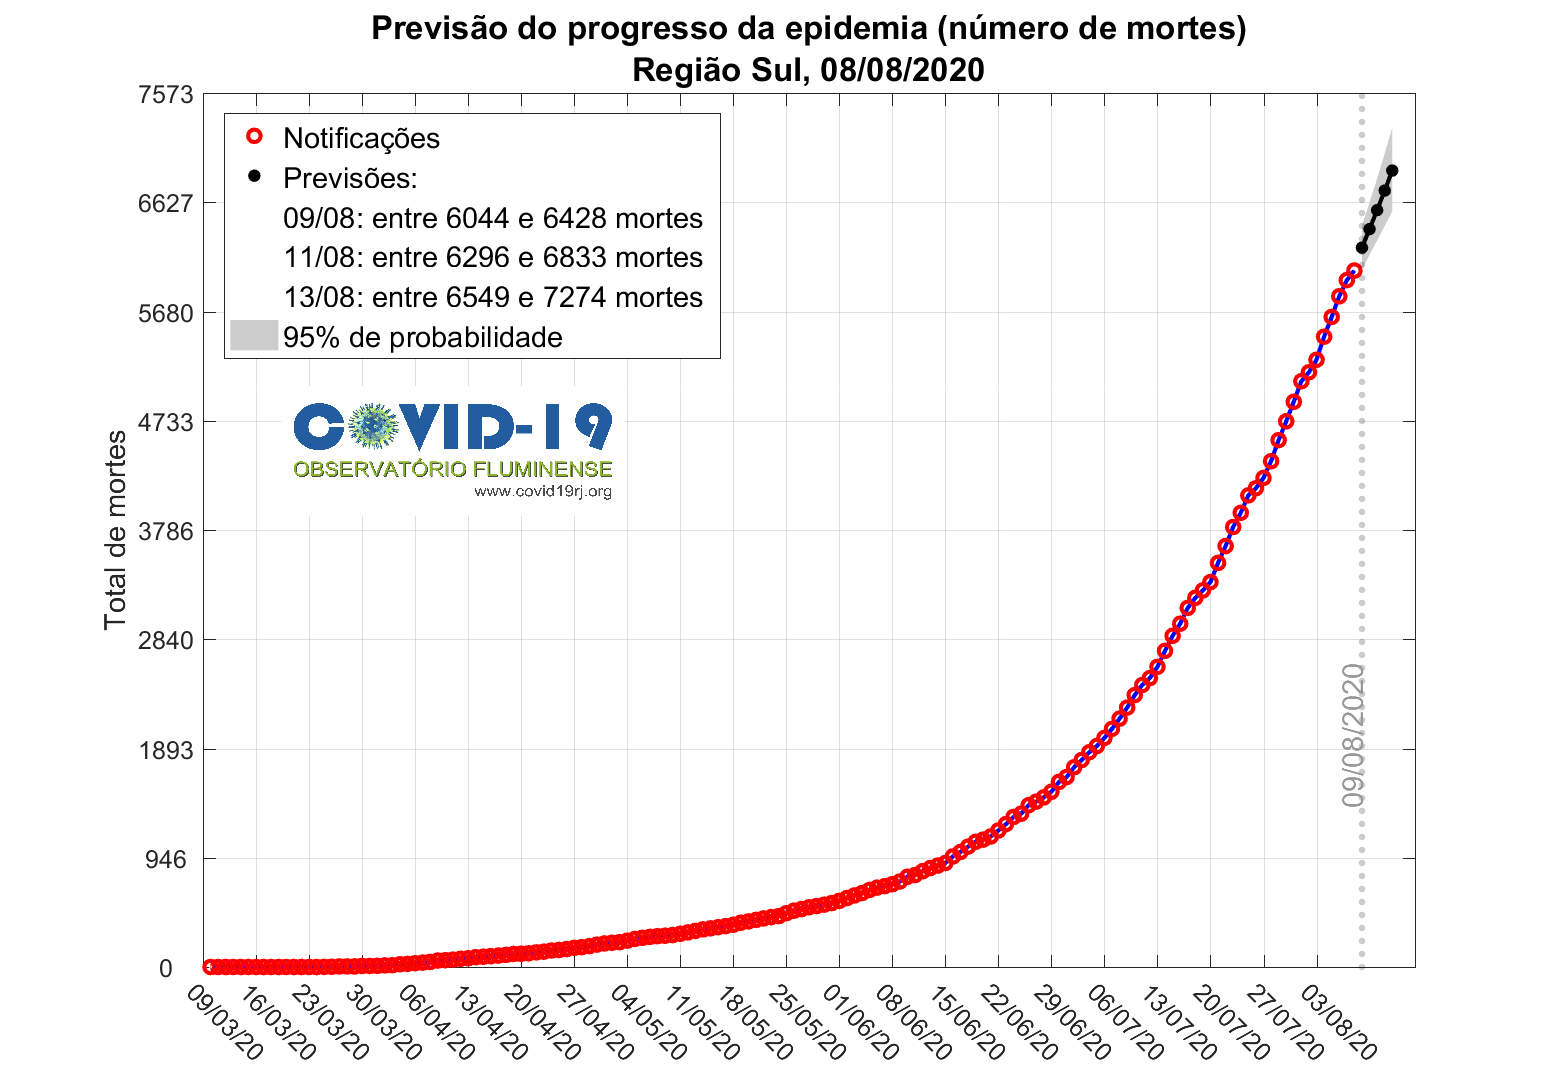 Previsão do progresso da epidemia (número de mortes)
Região Sul, 08/08/2020
7573
6627
5680
4733
3786
2840
1893
946
0
Total de mortes
Notificações
Previsões:
09/08: entre 6044 e 6428 mortes
11/08: entre 6296 e 6833 mortes
13/08: entre 6549 e 7274 mortes
95% de probabilidade
COVID-19
OBSERVATÓRIO FLUMINENSE
www.covid19rj.org
09/08/2020
09/03/20
16/03/20
23/03/20
30/03/20
06/04/20
13/04/20
20/04/20
27/04/20
04/05/20
11/05/20
18/05/20
25/05/20
01/06/20
08/06/20
15/06/20
22/06/20
29/06/20
06/07/20
13/07/20
20/07/20
27/07/20
03/08/20